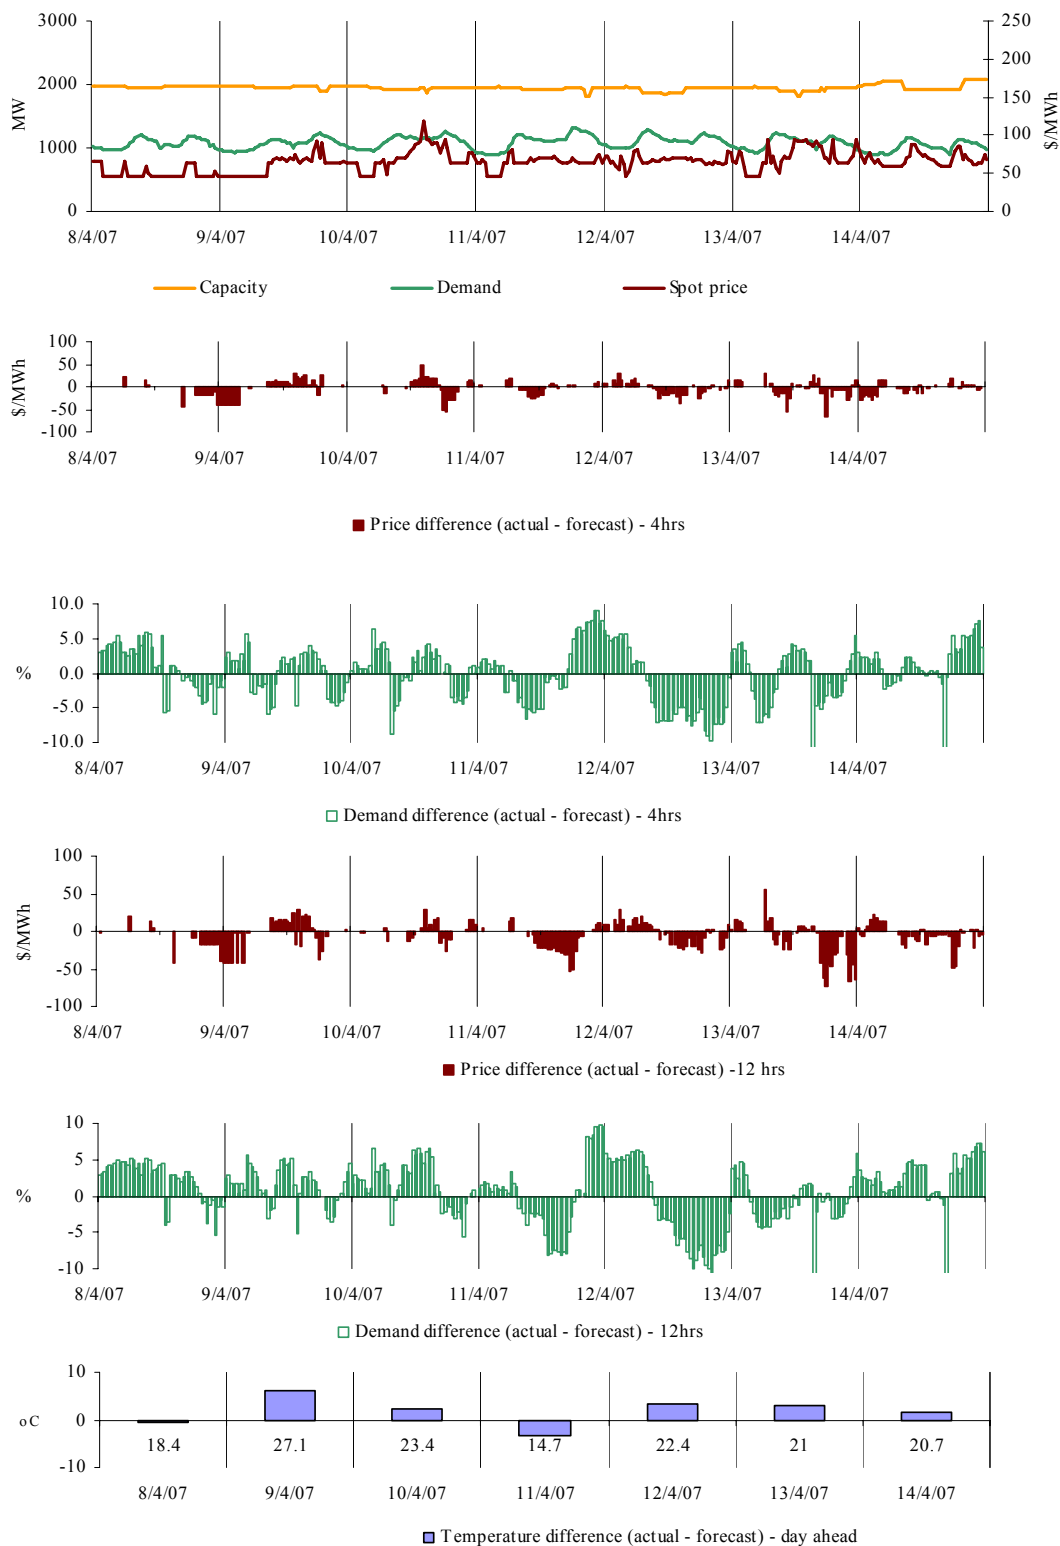 3000 250
200
2000 150
MW $/MWh
1000 100
50
0 0
8/4/07 9/4/07 10/4/07 11/4/07 12/4/07 13/4/07 14/4/07
Capacity Demand Spot price
100
50
$/MWh 0
-50
-100
8/4/07 9/4/07 10/4/07 11/4/07 12/4/07 13/4/07 14/4/07
Price difference (actual - forecast) - 4hrs
10.0
5.0
% 0.0
-5.0
-10.0
8/4/07 9/4/07 10/4/07 11/4/07 12/4/07 13/4/07 14/4/07
Demand difference (actual - forecast) - 4hrs
100
50
$/MWh 0
-50
-100
8/4/07 9/4/07 10/4/07 11/4/07 12/4/07 13/4/07 14/4/07
Price difference (actual - forecast) -12 hrs
10
5
% 0
-5
-10
8/4/07 9/4/07 10/4/07 11/4/07 12/4/07 13/4/07 14/4/07
Demand difference (actual - forecast) - 12hrs
10
oC 0
18.4 27.1 23.4 14.7 22.4 21 20.7
-10
8/4/07 9/4/07 10/4/07 11/4/07 12/4/07 13/4/07 14/4/07
Temperature difference (actual - forecast) - day ahead